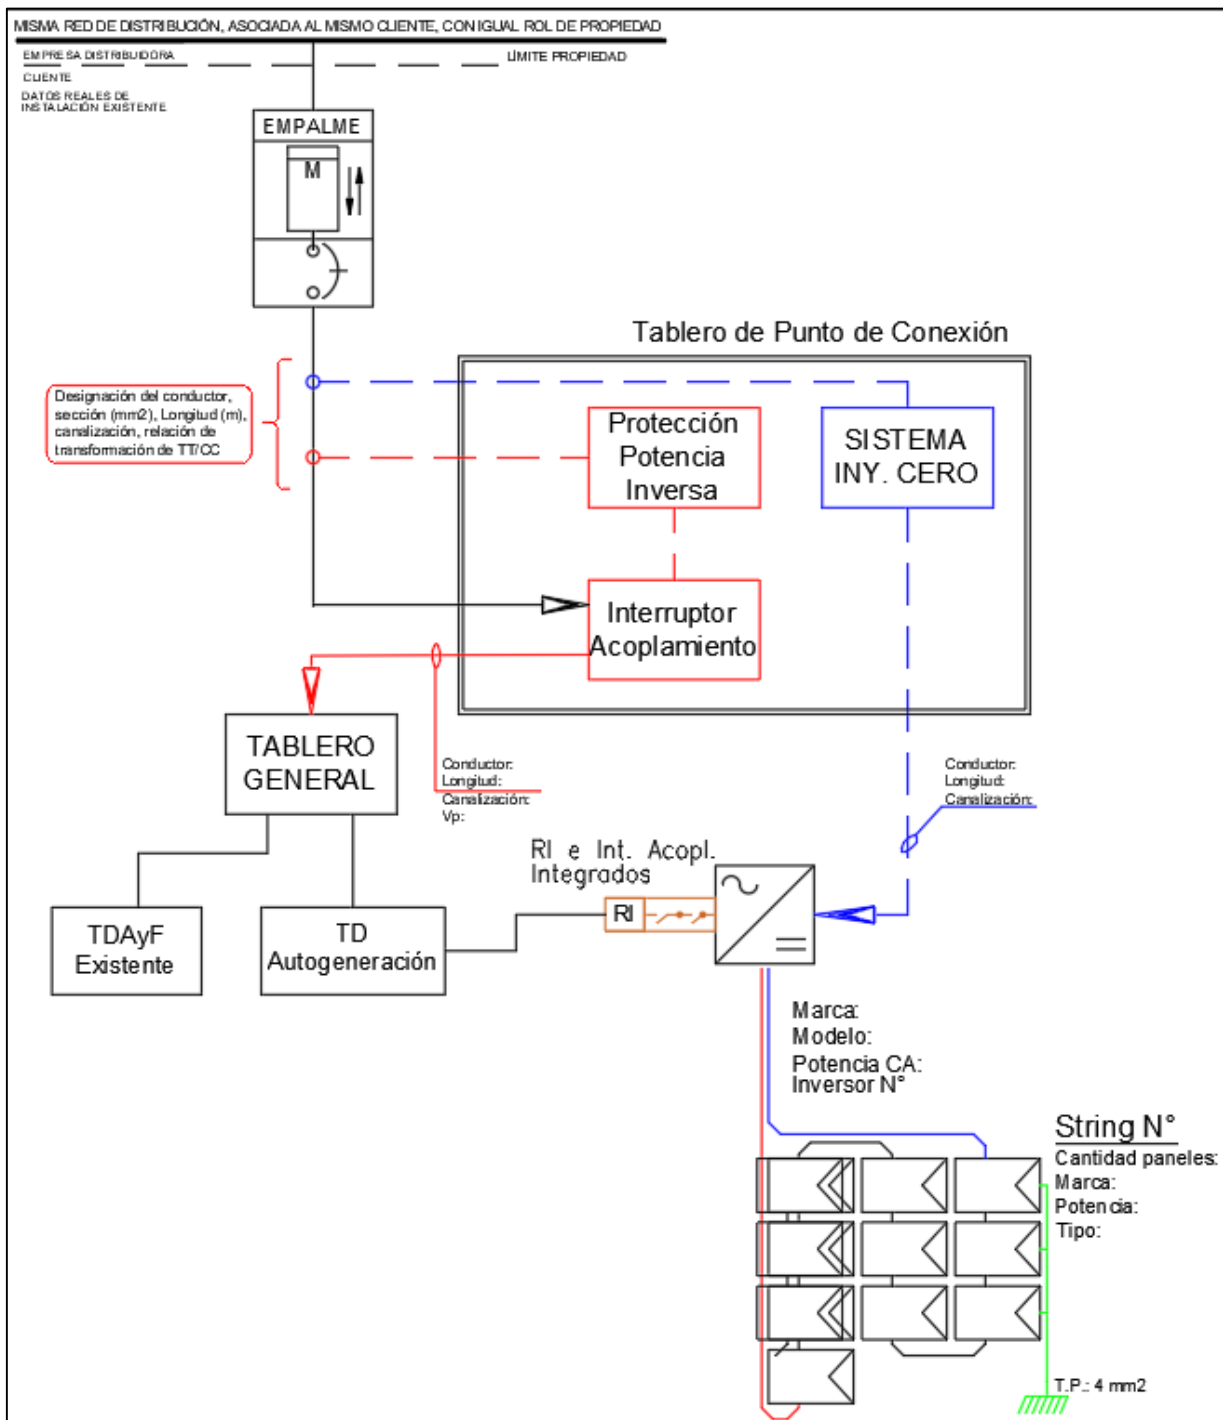 MISMA RED DE DISTRIBUCIÓN, ASOCIADA AL MISMO CLIENTE, CON IGUAL ROL DE PROPIEDAD
EMPRESA DISTRIBUIDORA
LÍMITE PROPIEDAD
CLIENTE
DATOS REALES DE
INSTALACIÓN EXISTENTE
EMPALME
M
Tablero de Punto de Conexión
Designación del conductor,
sección (mm2), Longitud (m),
canalización, relación de
transformación de TT/CC
Protección
Potencia
Inversa
SISTEMA
INY. CERO
Interruptor
Acoplamiento
TABLERO
GENERAL
Conductor:
Longitud:
Canalización:
Vp:
Conductor:
Longitud:
Canalización:
RI e Int. Acopl.
Integrados
RI
TDAyF
Existente
TD
Autogeneración
Marca:
Modelo:
Potencia CA:
Inversor N°
String N°
Cantidad paneles:
Marca:
Potencia:
Tipo:
T.P.: 4 mm2